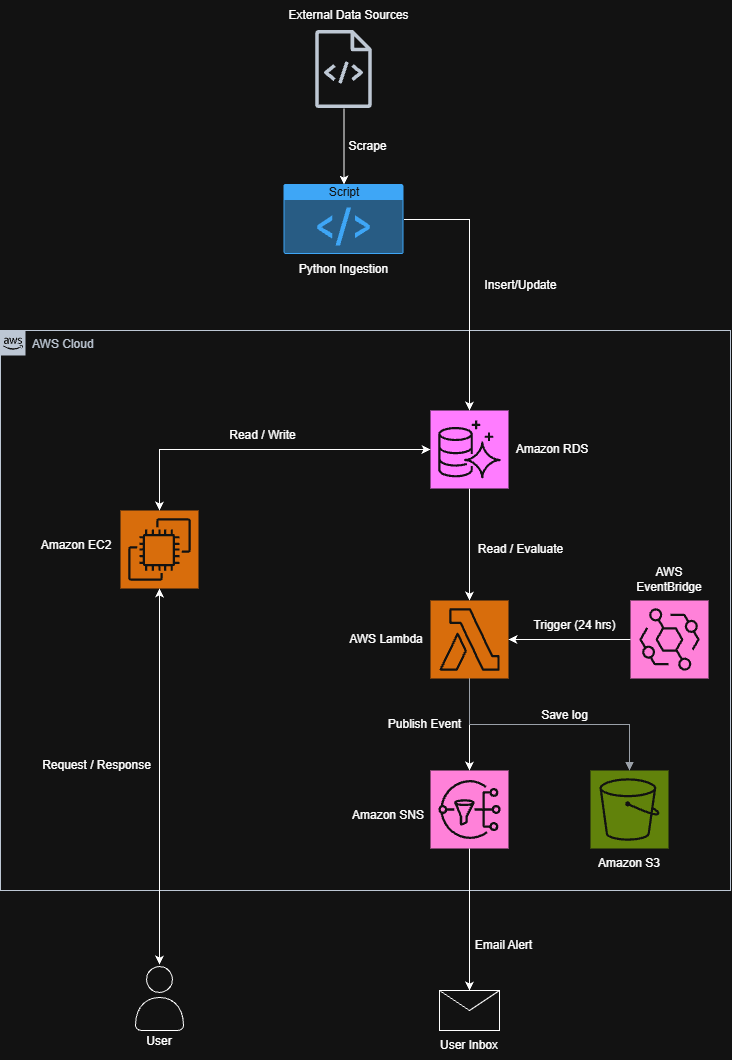 External Data Sources
</>
Scrape
Script
</>
Python Ingestion
Insert/Update
aws
AWS Cloud
Read / Write
Amazon RDS
Amazon EC2
Read / Evaluate
AWS
EventBridge
AWS Lambda
Trigger (24 hrs)
Save log
Publish Event
Request / Response
Amazon SNS
Amazon S3
Email Alert
User
User Inbox